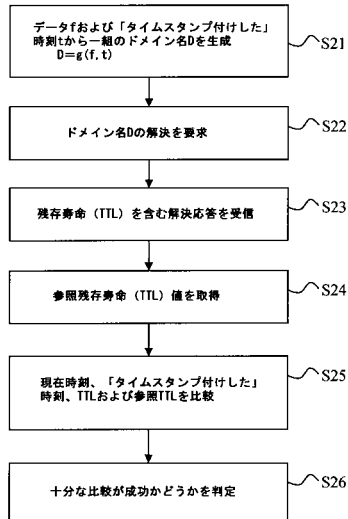 データfおよび「タイムスタンプ付けした」
時刻tから一組のドメイン名Dを生成
D=g(f,t)
S21
ドメイン名Dの解決を要求
S22
残存寿命（TTL）を含む解決応答を受信
S23
参照残存寿命（TTL）値を取得
S24
現在時刻、「タイムスタンプ付けした」
時刻、TTLおよび参照TTLを比較
S25
十分な比較が成功かどうかを判定
S26